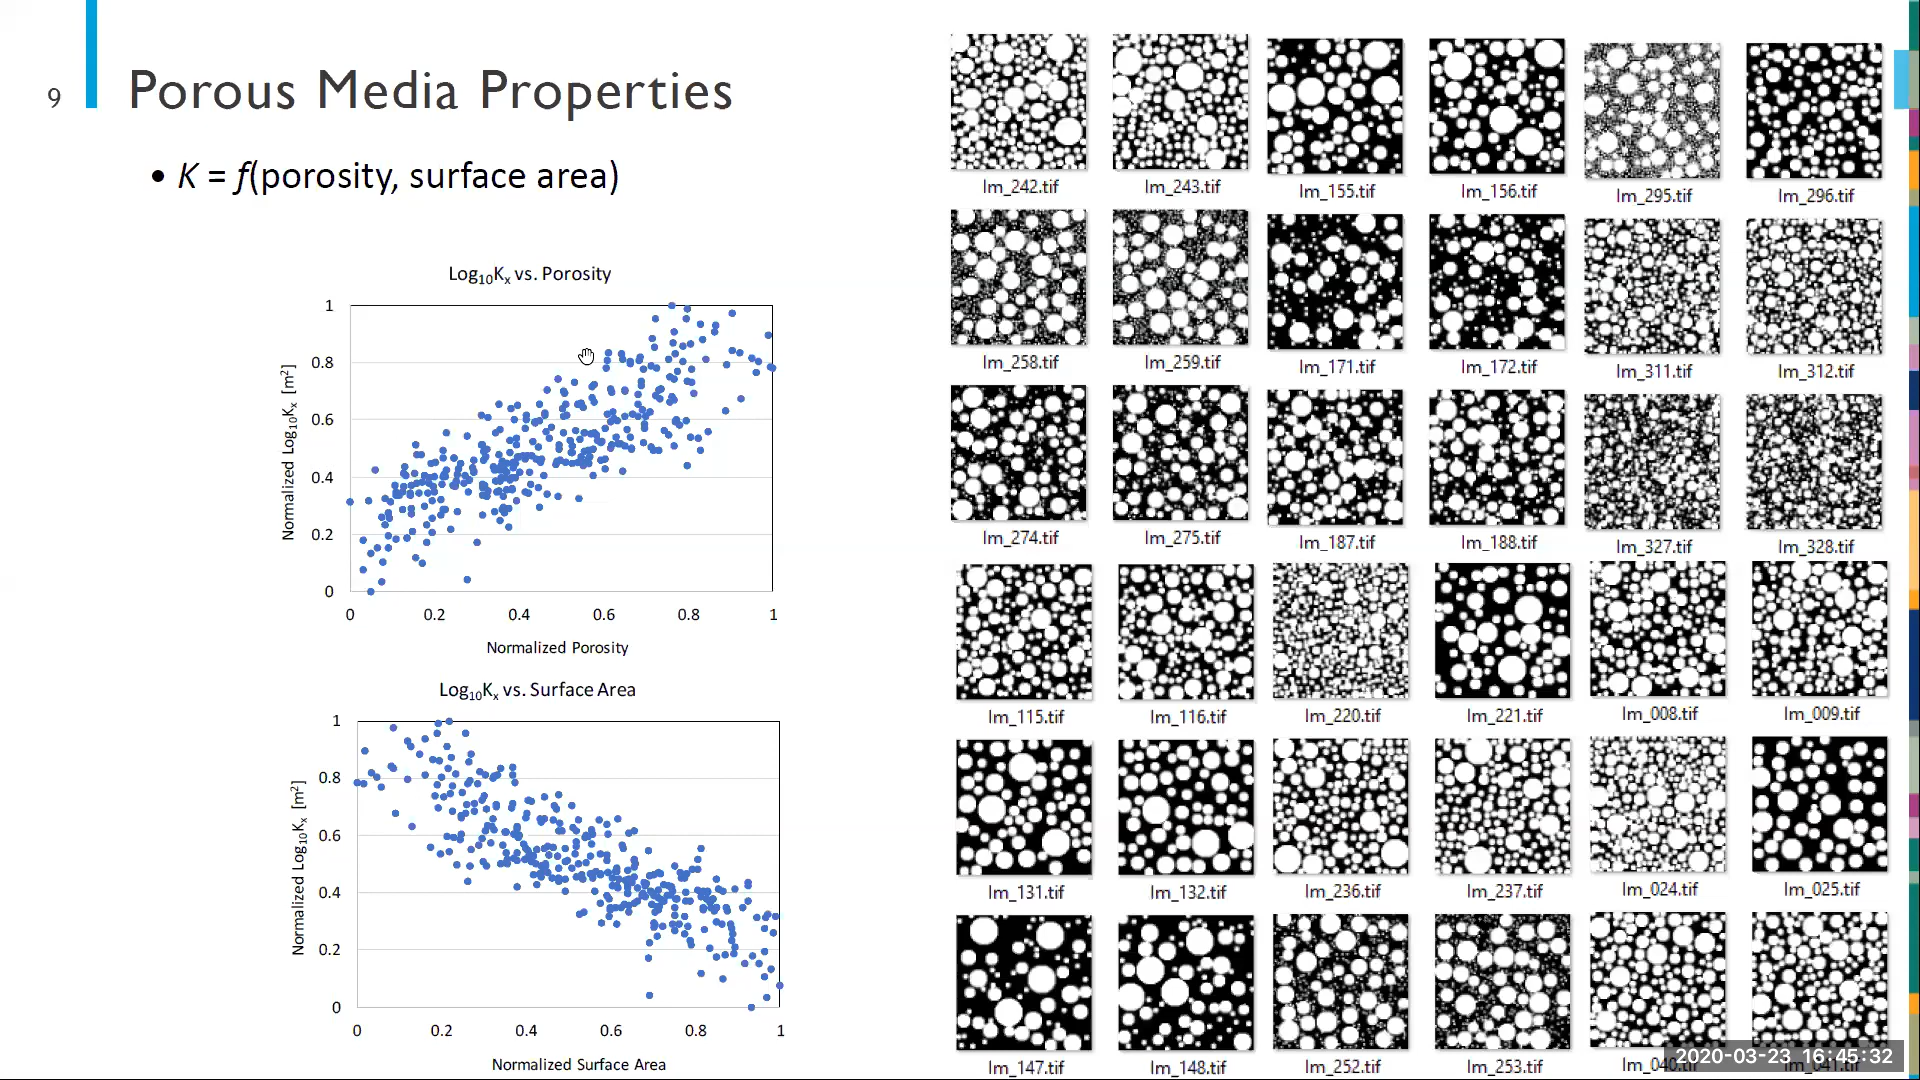 9
Porous Media Properties
• K = f(porosity, surface area)
Log10Kx vs. Porosity
Normalized Log10Kx [m2]
1
0.8
0.6
0.4
0.2
0
0 0.2 0.4 0.6 0.8 1
Normalized Porosity
Log10Kx vs. Surface Area
Normalized Log10Kx [m2]
1
0.8
0.6
0.4
0.2
0
0 0.2 0.4 0.6 0.8 1
Normalized Surface Area
Im_242.tif Im_243.tif Im_155.tif Im_156.tif Im_295.tif Im_296.tif
Im_258.tif Im_259.tif Im_171.tif Im_172.tif Im_311.tif Im_312.tif
Im_274.tif Im_275.tif Im_187.tif Im_188.tif Im_327.tif Im_328.tif
Im_115.tif Im_116.tif Im_220.tif Im_221.tif Im_008.tif Im_009.tif
Im_131.tif Im_132.tif Im_236.tif Im_237.tif Im_024.tif Im_025.tif
Im_147.tif Im_148.tif Im_252.tif Im_253.tif Im_040.tif Im_041.tif
2020-03-23 16:45:32